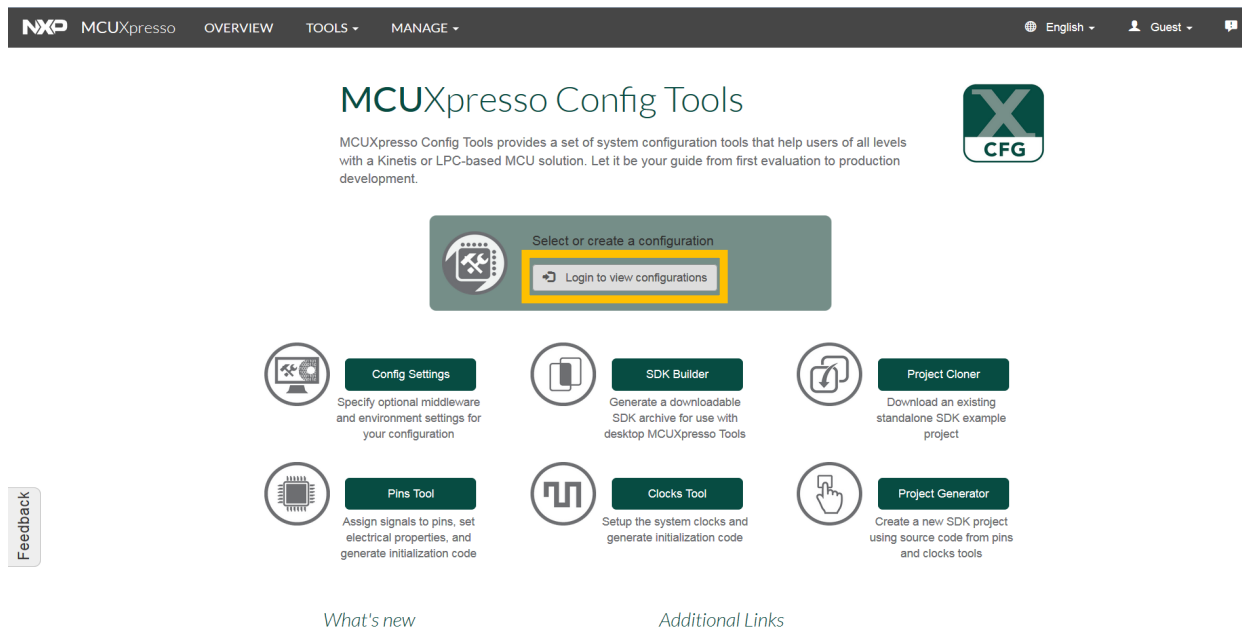 NXP MCUXpresso OVERVIEW TOOLS MANAGE English Guest
MCUXpresso Config Tools
MCUXpresso Config Tools provides a set of system configuration tools that help users of all levels
with a Kinetis or LPC-based MCU solution. Let it be your guide from first evaluation to production
development.
X
CFG
Select or create a configuration
Login to view configurations
Config Settings
Specify optional middleware
and environment settings for
your configuration
SDK Builder
Generate a downloadable
SDK archive for use with
desktop MCUXpresso Tools
Project Cloner
Download an existing
standalone SDK example
project
Pins Tool
Assign signals to pins, set
electrical properties, and
generate initialization code
Clocks Tool
Setup the system clocks and
generate initialization code
Project Generator
Create a new SDK project
using source code from pins
and clocks tools
Feedback
What's new
Additional Links